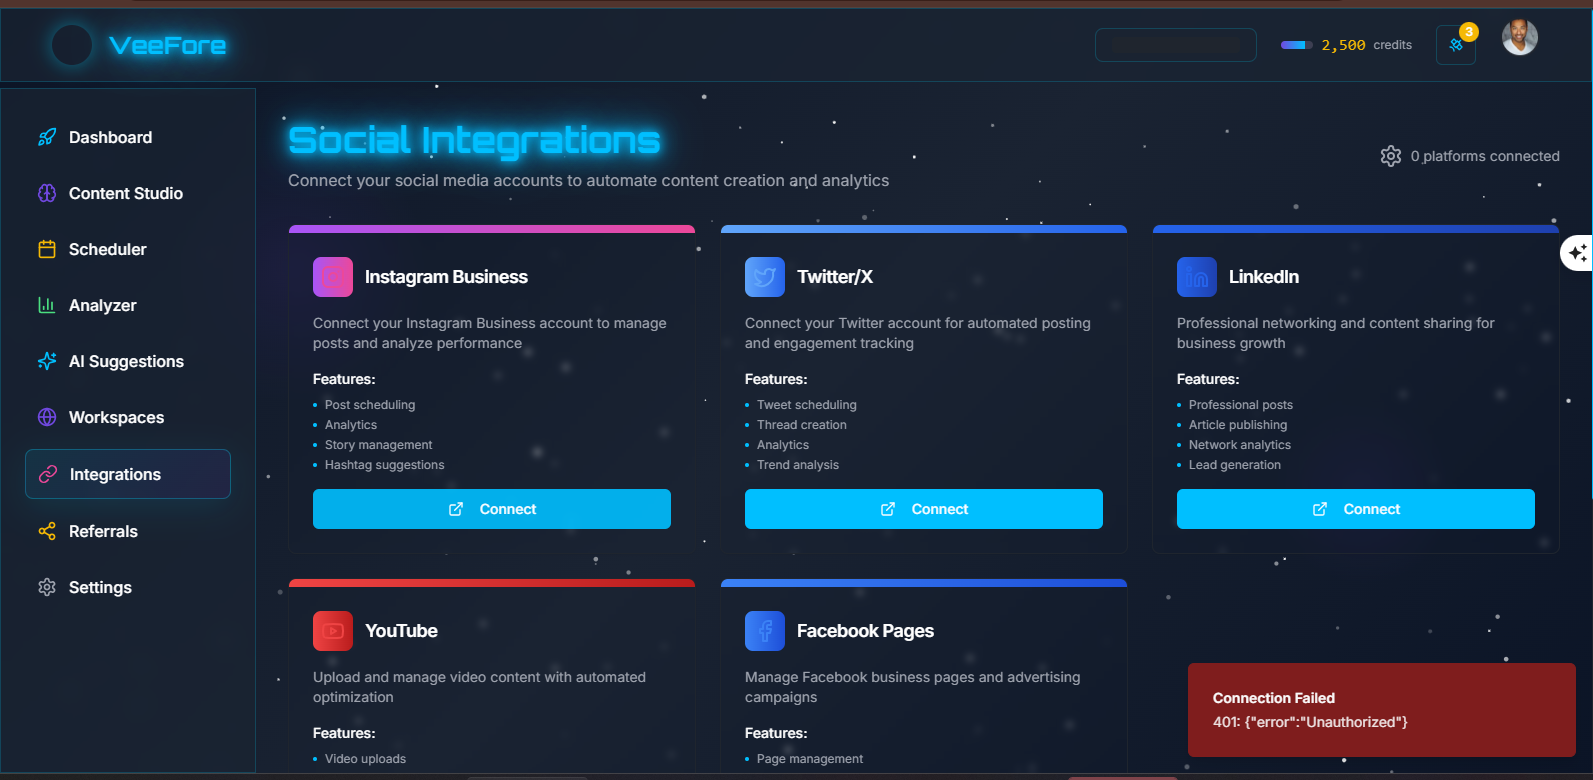 VeeFore
2,500 credits
3
Dashboard
Content Studio
Scheduler
Analyzer
AI Suggestions
Workspaces
Integrations
Referrals
Settings
Social Integrations
Connect your social media accounts to automate content creation and analytics
0 platforms connected
Instagram Business
Connect your Instagram Business account to manage
posts and analyze performance
Features:
Post scheduling
Analytics
Story management
Hashtag suggestions
Connect
Twitter/X
Connect your Twitter account for automated posting
and engagement tracking
Features:
Tweet scheduling
Thread creation
Analytics
Trend analysis
Connect
LinkedIn
Professional networking and content sharing for
business growth
Features:
Professional posts
Article publishing
Network analytics
Lead generation
Connect
YouTube
Upload and manage video content with automated
optimization
Features:
Video uploads
Facebook Pages
Manage Facebook business pages and advertising
campaigns
Features:
Page management
Connection Failed
401: {"error":"Unauthorized"}